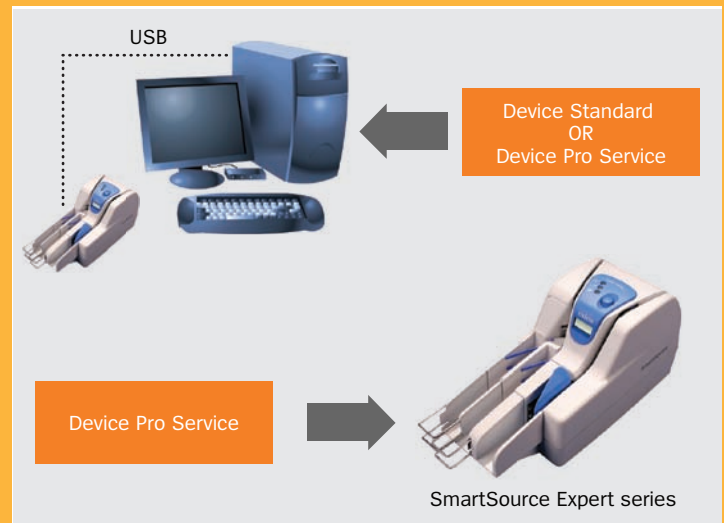 USB
Device Standard
OR
Device Pro Service
Device Pro Service
SmartSource Expert series